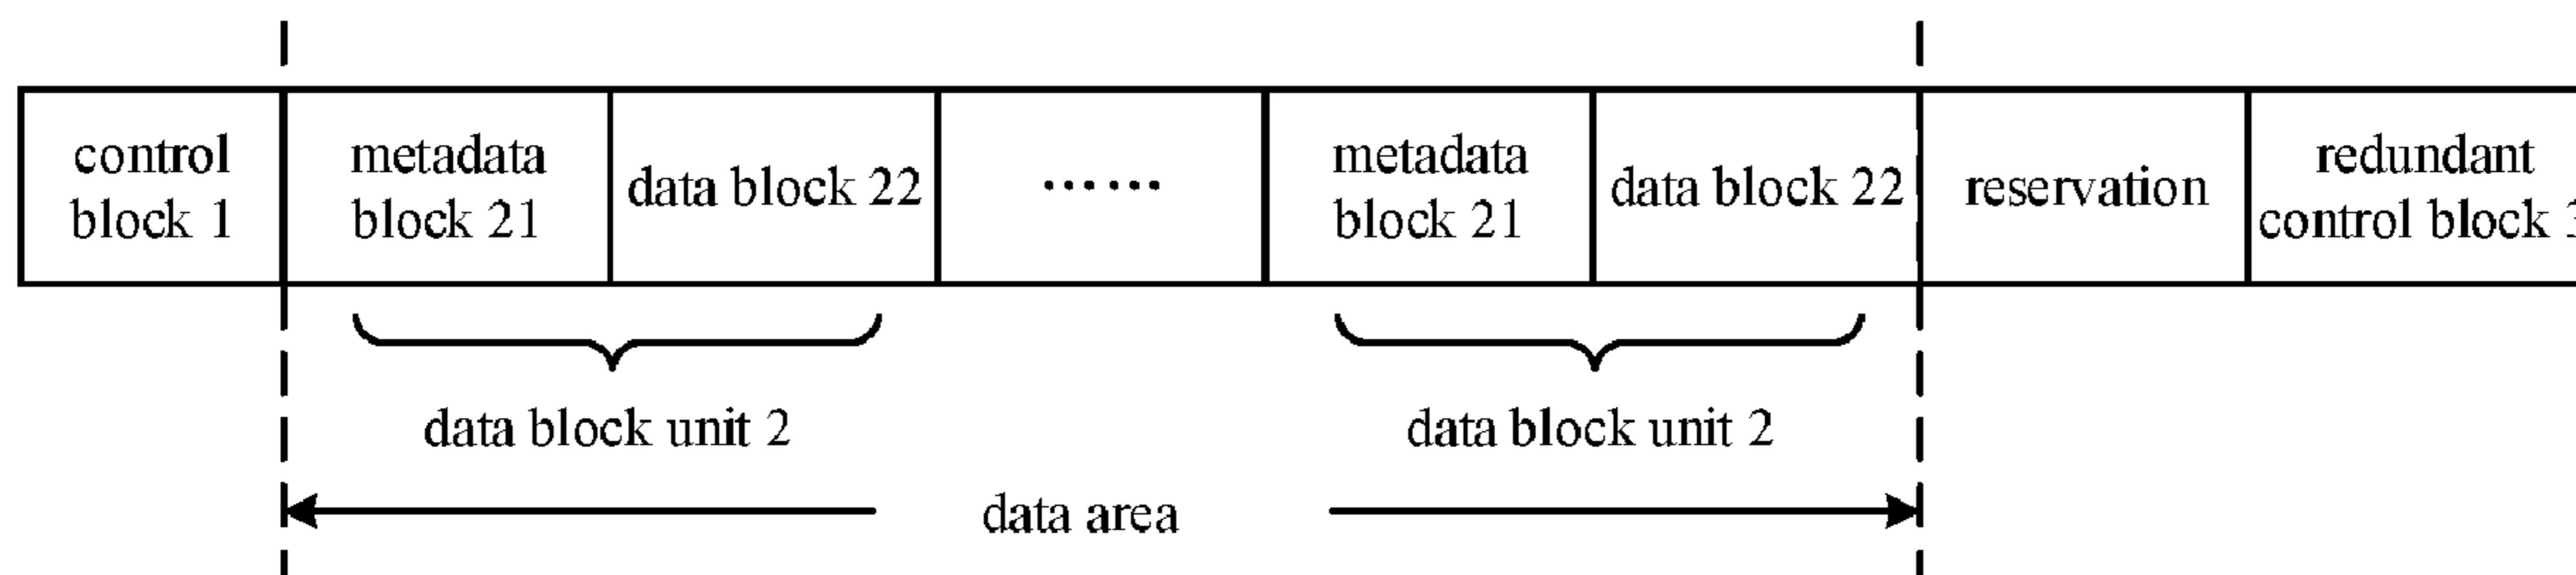 control
block 1
metadata
block 21
data block 22
......
metadata
block 21
data block 22
reservation
redundant
control block
data block unit 2
data block unit 2
data area